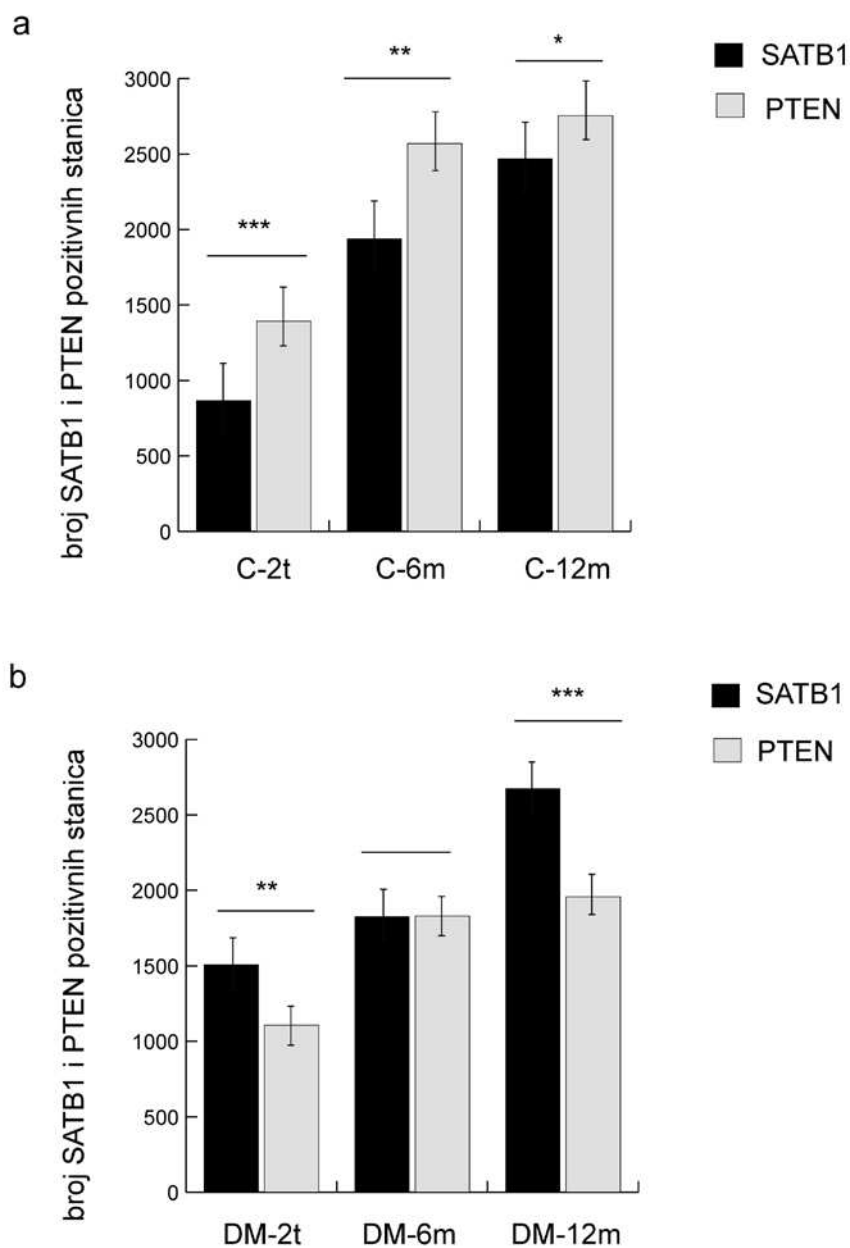 a
SATB1
PTEN
broj SATB1 i PTEN pozitivnih stanica
3000
2500
2000
1500
1000
500
0
***
**
*
C-2t
C-6m
C-12m
b
SATB1
PTEN
broj SATB1 i PTEN pozitivnih stanica
3000
2500
2000
1500
1000
500
0
**
***
DM-2t
DM-6m
DM-12m